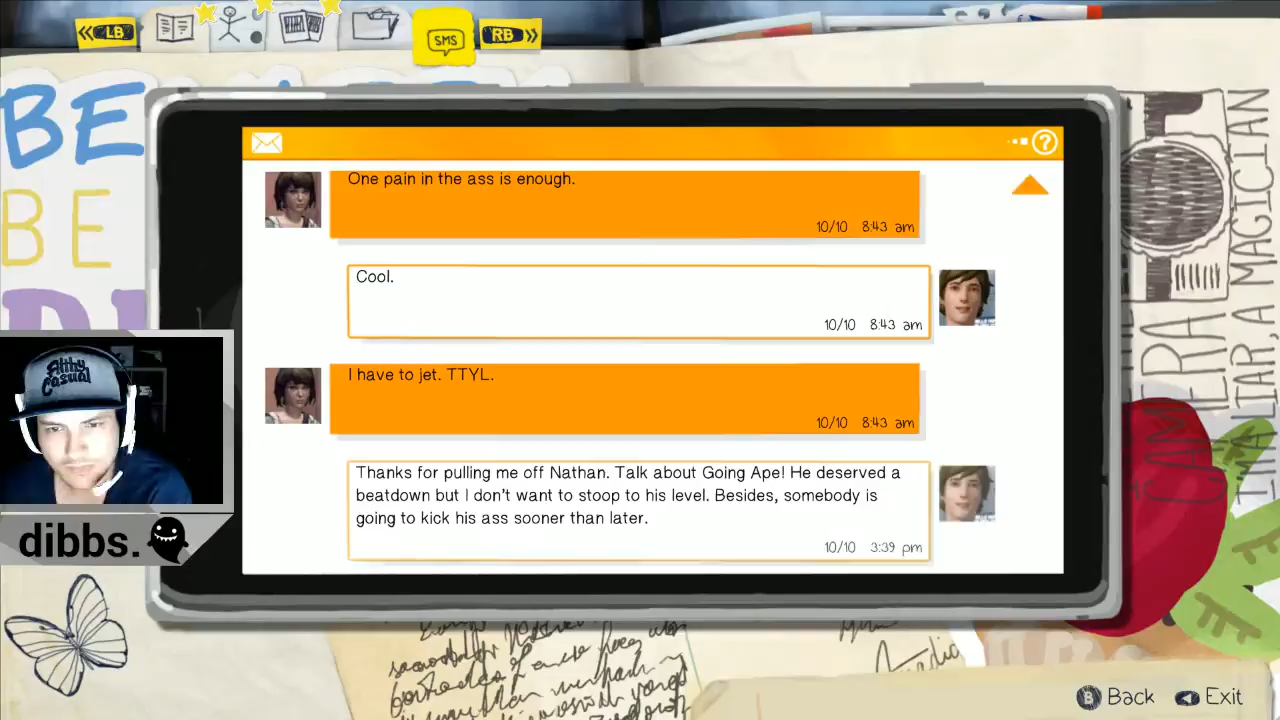 LB
SMS
RB
BE
BE
One pain in the ass is enough.
10/10 8:43 am
Cool.
10/10 8:43 am
I have to jet. TTYL.
10/10 8:43 am
Thanks for pulling me off Nathan. Talk about Going Ape! He deserved a
beatdown but I don't want to stoop to his level. Besides, somebody is
going to kick his ass sooner than later.
10/10 3:39 pm
?
Filthy
Casual
dibbs.
A MAGICIAN
Back
Exit